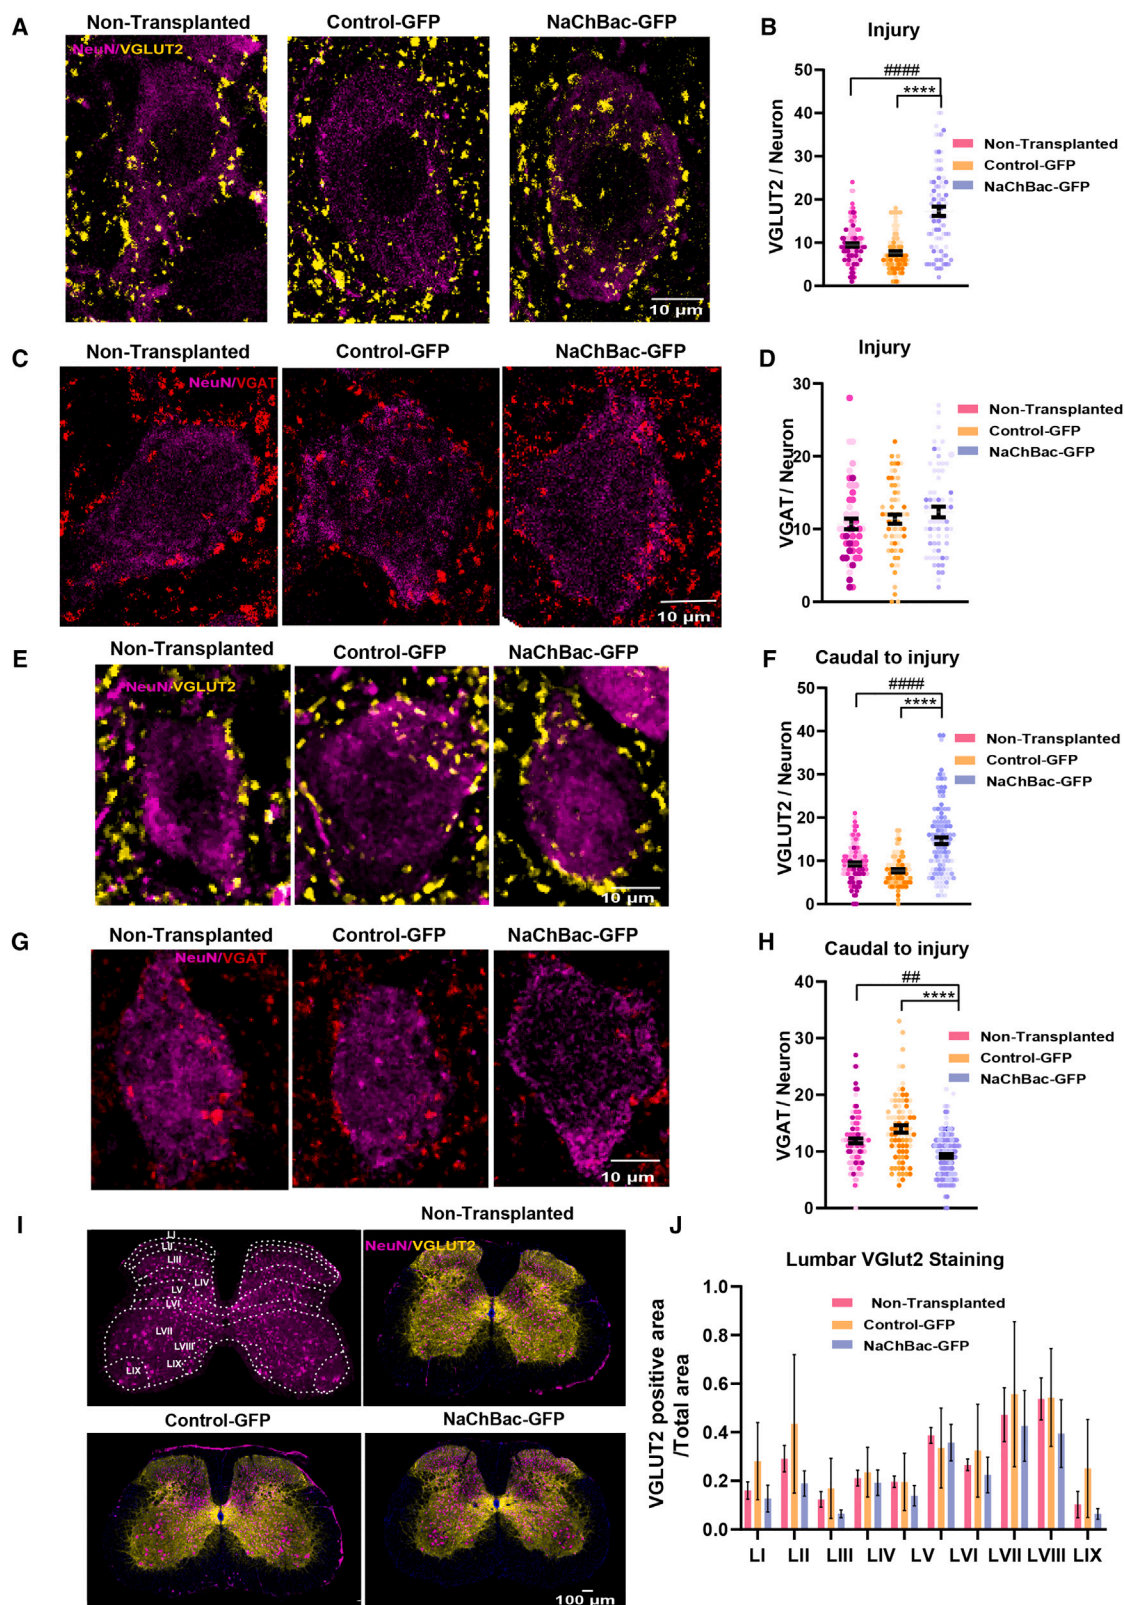 A
Non-Transplanted
Control-GFP
NaChBac-GFP
NeuN/VGLUT2
10 µm
B
Injury
####
****
VGLUT2 / Neuron
50
40
30
20
10
0
Non-Transplanted
Control-GFP
NaChBac-GFP
C
Non-Transplanted
Control-GFP
NaChBac-GFP
NeuN/VGAT
10 µm
D
Injury
VGAT / Neuron
30
20
10
0
Non-Transplanted
Control-GFP
NaChBac-GFP
E
Non-Transplanted
Control-GFP
NaChBac-GFP
NeuN/VGLUT2
10 µm
F
Caudal to injury
####
****
VGLUT2 / Neuron
50
40
30
20
10
0
Non-Transplanted
Control-GFP
NaChBac-GFP
G
Non-Transplanted
Control-GFP
NaChBac-GFP
NeuN/VGAT
10 µm
H
Caudal to injury
##
****
VGAT / Neuron
40
30
20
10
0
Non-Transplanted
Control-GFP
NaChBac-GFP
I
LI
LII
LIII
LIV
LV
LVI
LVII
LVIII
LIX
LIX
Non-Transplanted
NeuN/VGLUT2
Control-GFP
NaChBac-GFP
100 µm
J
Lumbar VGlut2 Staining
VGLUT2 positive area
/Total area
1.0
0.8
0.6
0.4
0.2
0.0
Non-Transplanted
Control-GFP
NaChBac-GFP
LI LII LIII LIV LV LVI LVII LVIII LIX